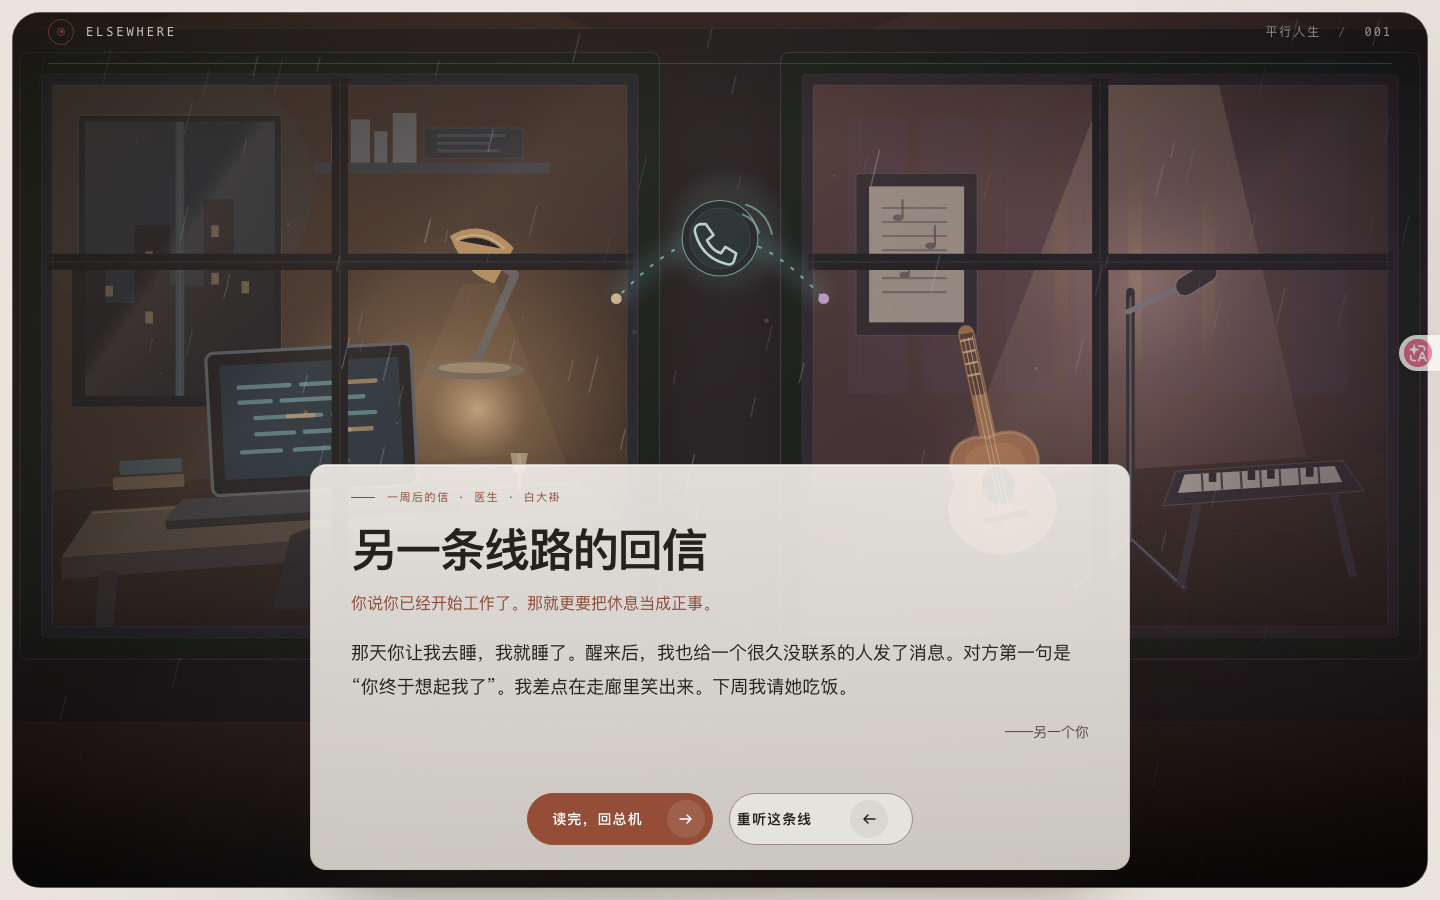 ELSEWHERE
平行人生 / 001
一周后的信 · 医生 · 白大褂
另一条线路的回信
你说你已经开始工作了。那就更要把休息当成正事。
那天你让我去睡，我就睡了。醒来后，我也给一个很久没联系的人发了消息。对方第一句是
“你终于想起我了”。我差点在走廊里笑出来。下周我请她吃饭。
——另一个你
读完，回总机
重听这条线